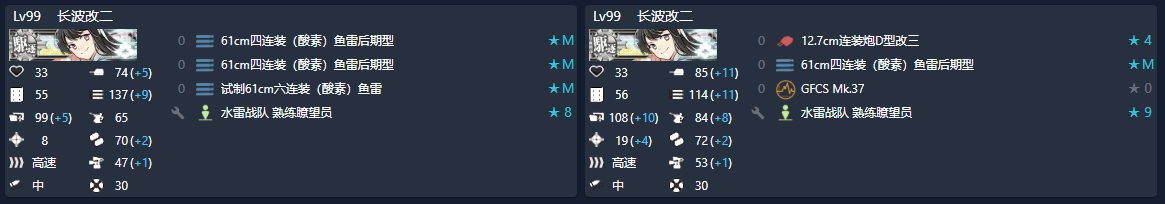 Lv99 长波改二
駆逐
0 61cm四连装（酸素）鱼雷后期型 ★M
33 74(+5)
0 61cm四连装（酸素）鱼雷后期型 ★M
55 137(+9)
0 试制61cm六连装（酸素）鱼雷 ★M
99(+5) 65
水雷战队 熟练瞭望员 ★ 8
8 70(+2)
高速 47(+1)
中 30
Lv99 长波改二
駆逐
0 12.7cm连装炮D型改三 ★ 4
33 85(+11)
0 61cm四连装（酸素）鱼雷后期型 ★M
56 114(+11)
0 GFCS Mk.37 ★ 0
108(+10) 84(+8)
水雷战队 熟练瞭望员 ★ 9
19(+4) 72(+2)
高速 53(+1)
中 30